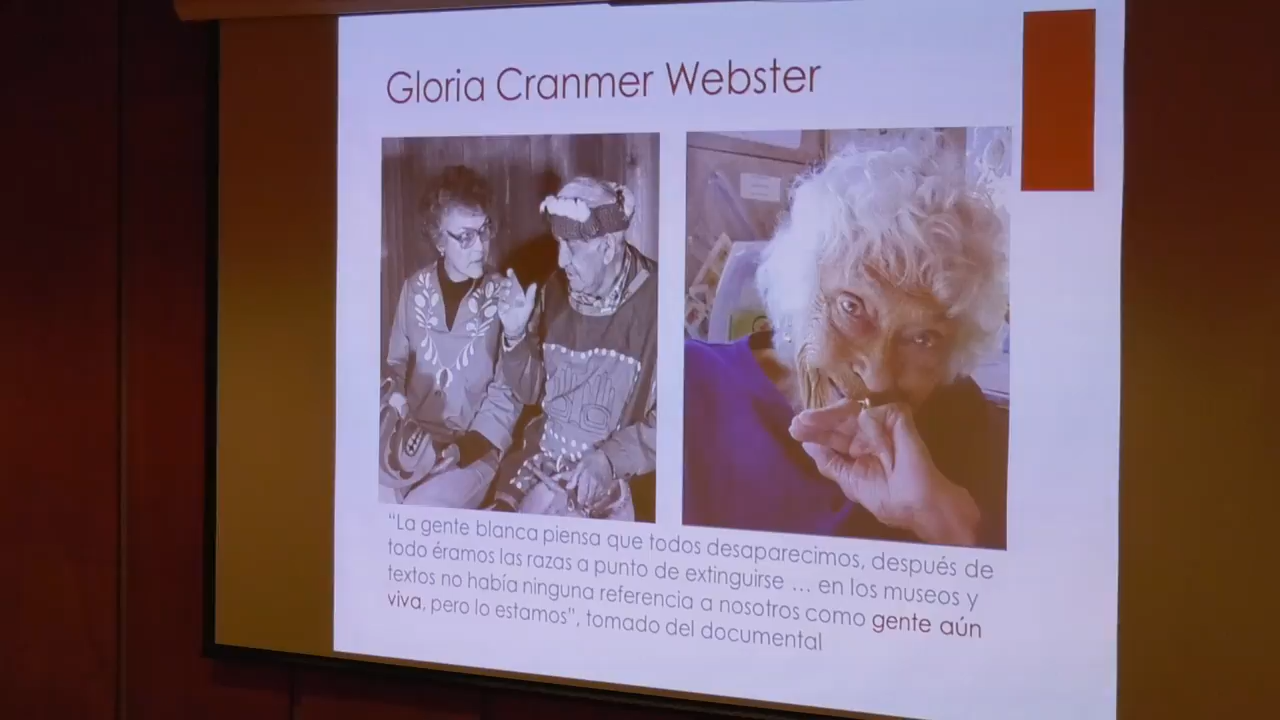 Gloria Cranmer Webster
“La gente blanca piensa que todos desaparecimos, después de
todo éramos las razas a punto de extinguirse … en los museos y
textos no había ninguna referencia a nosotros como gente aún
viva, pero lo estamos”, tomado del documental